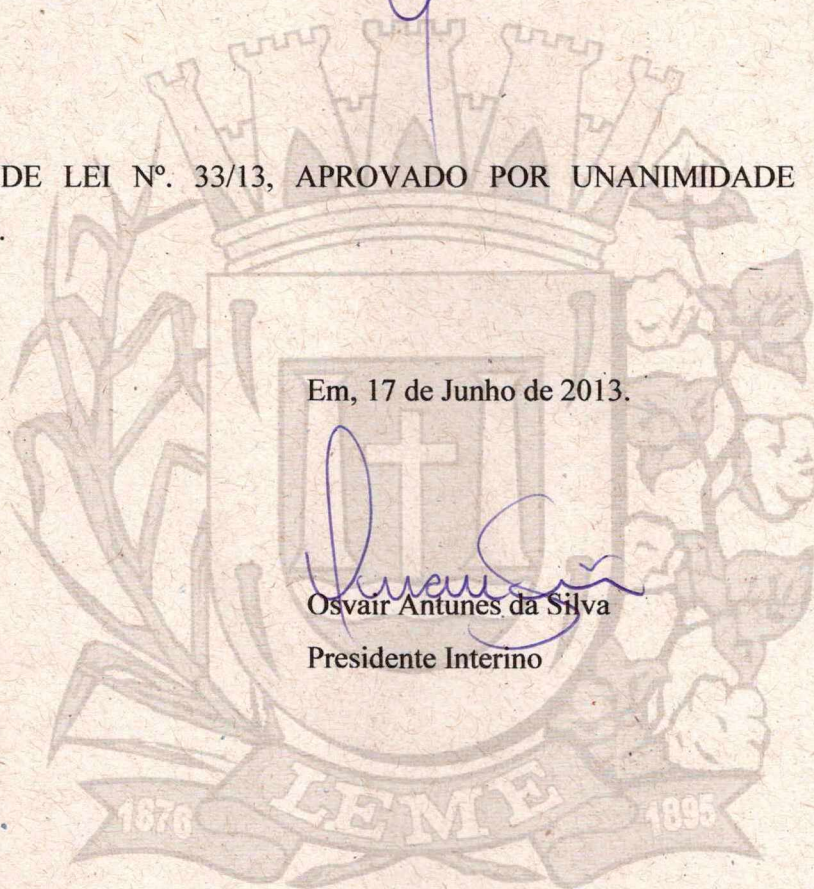 DE LEI Nº. 33/13, APROVADO POR UNANIMIDADE
.
Em, 17 de Junho de 2013.
Osvair Antunes da Silva
Presidente Interino
1876 LEME 1895